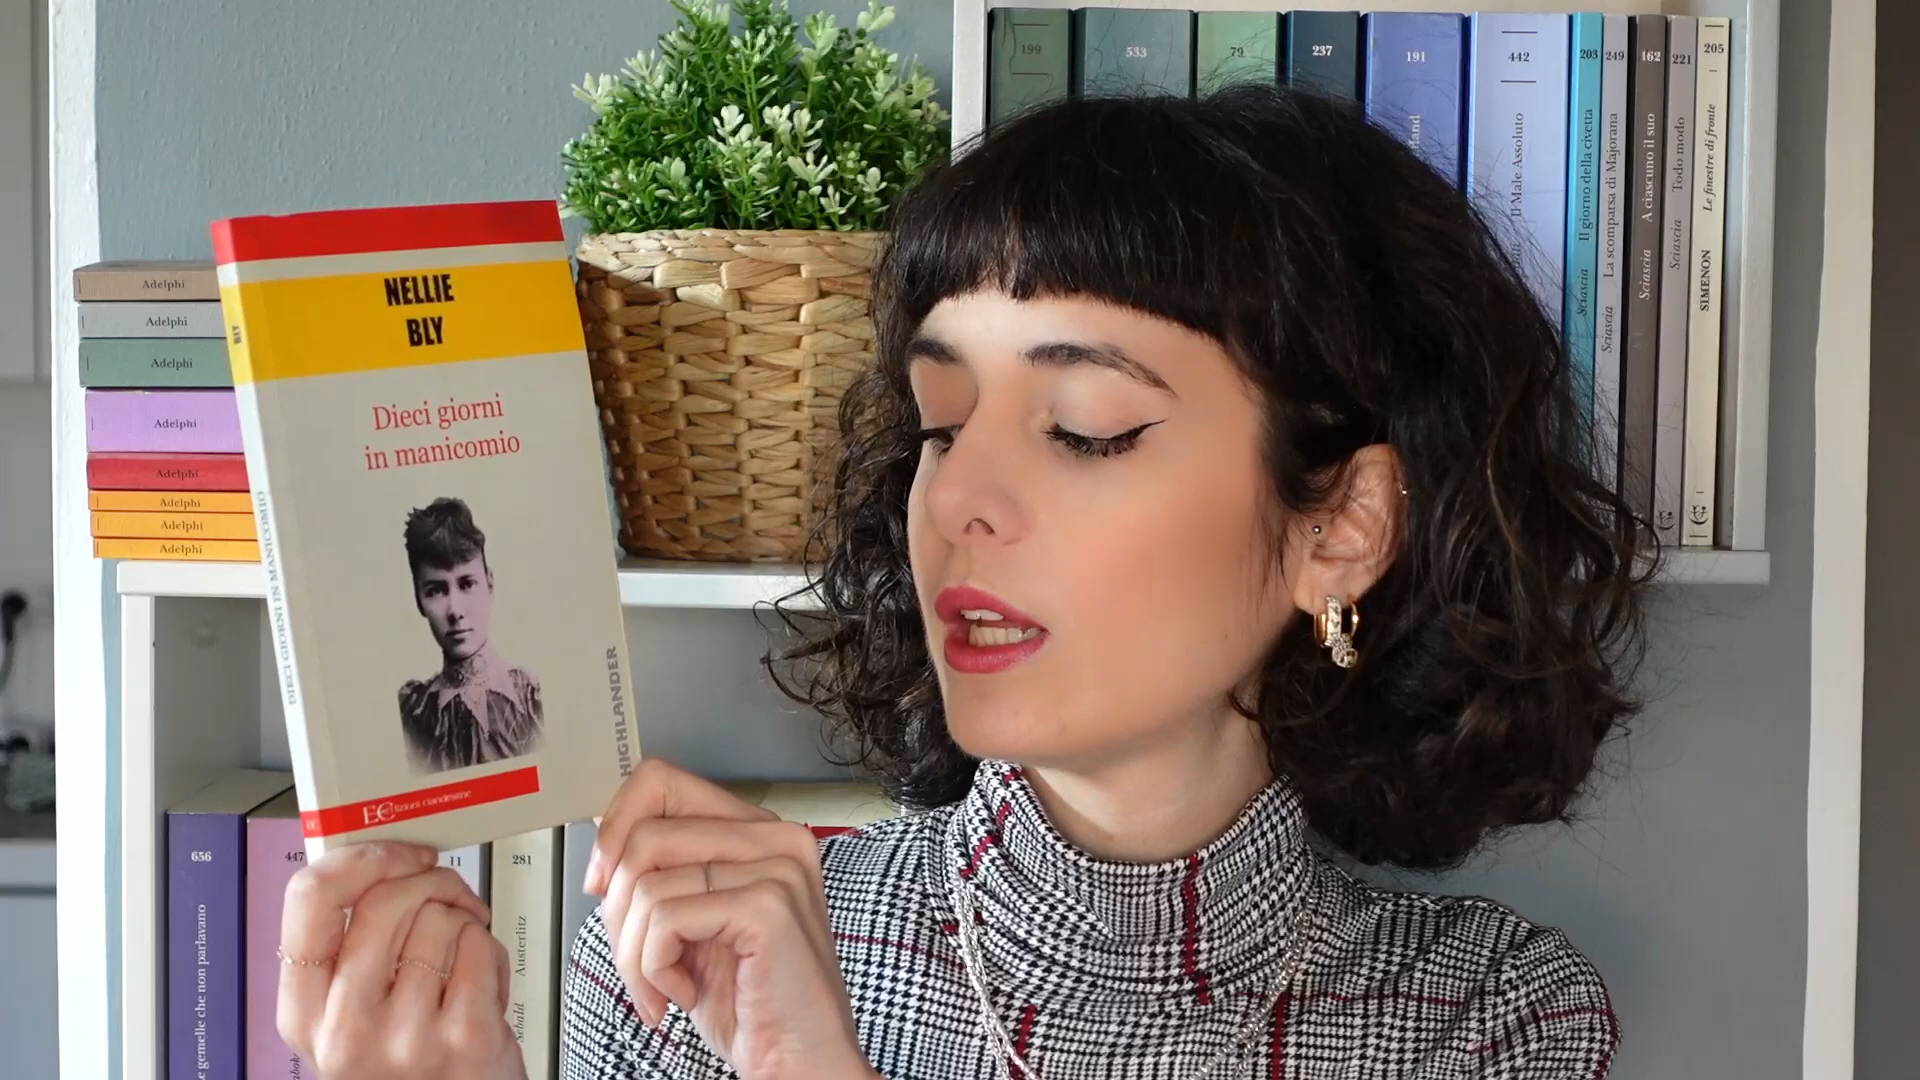 NELLIE
BLY
Dieci giorni
in manicomio
HIGHLANDER
EC Edizioni clandestine
BLY
DIECI GIORNI IN MANICOMIO
Adelphi
Adelphi
Adelphi
Adelphi
Adelphi
Adelphi
Adelphi
Adelphi
199
533
79
237
191
442
Il Male Assoluto
203
Sciascia Il giorno della civetta
249
Sciascia La scomparsa di Majorana
162
Sciascia A ciascuno il suo
221
Sciascia Todo modo
205
SIMENON Le finestre di fronte
656
gemelle che non parlavano
447
11
281
Sebald Austerlitz